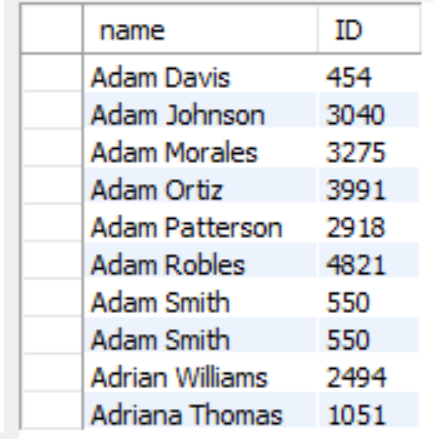 name ID
Adam Davis 454
Adam Johnson 3040
Adam Morales 3275
Adam Ortiz 3991
Adam Patterson 2918
Adam Robles 4821
Adam Smith 550
Adam Smith 550
Adrian Williams 2494
Adriana Thomas 1051